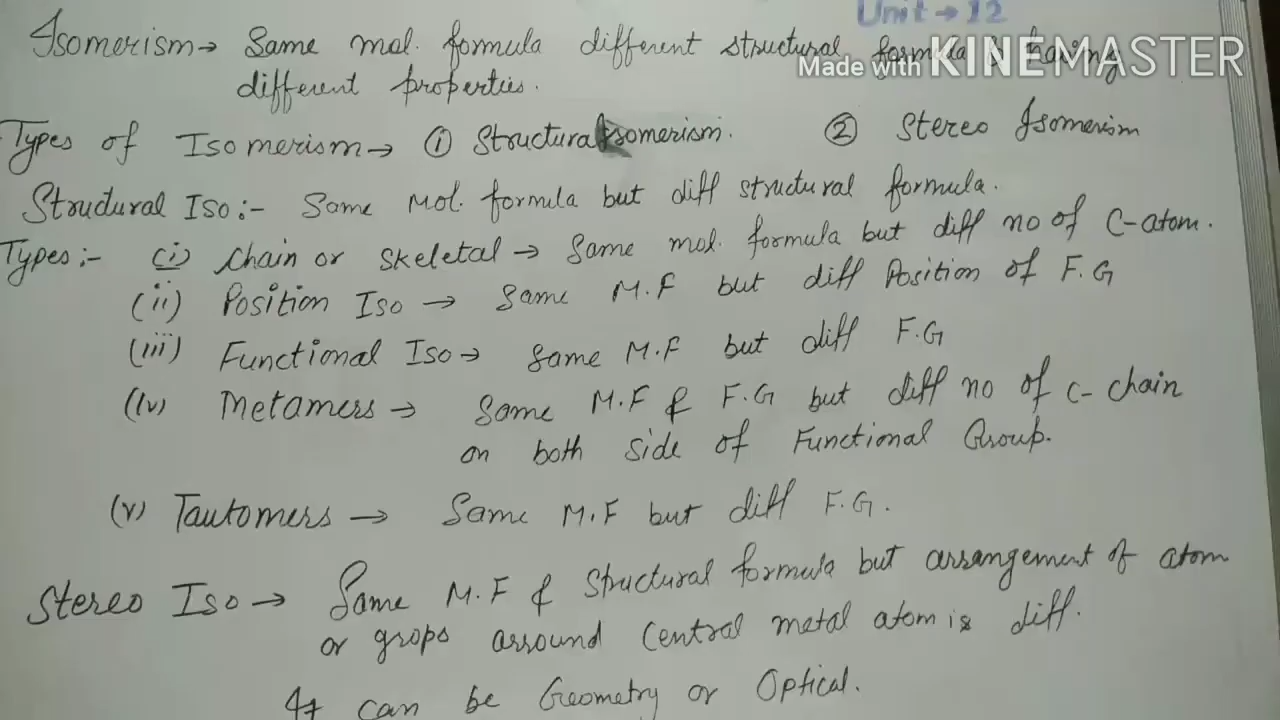 Unit → 12
Isomerism → Same mol. formula different structural formula & having
Made with KINEMASTER
different properties.
Types of Isomerism → ① Structural Isomerism. ② Stereo Isomerism
Structural Iso :- Same Mol. formula but diff structural formula.
Types :- (i) Chain or Skeletal → Same mol. formula but diff no of C-atom.
(ii) Position Iso → Same M.F but diff Position of F.G
(iii) Functional Iso → Same M.F but diff F.G
(iv) Metamers → Same M.F & F.G but diff no of C-chain
on both side of Functional Group.
(v) Tautomers → Same M.F but diff F.G.
Stereo Iso → Same M.F & Structural formula but arrangement of atom
or grops arround Central metal atom is diff.
It can be Geometry or Optical.